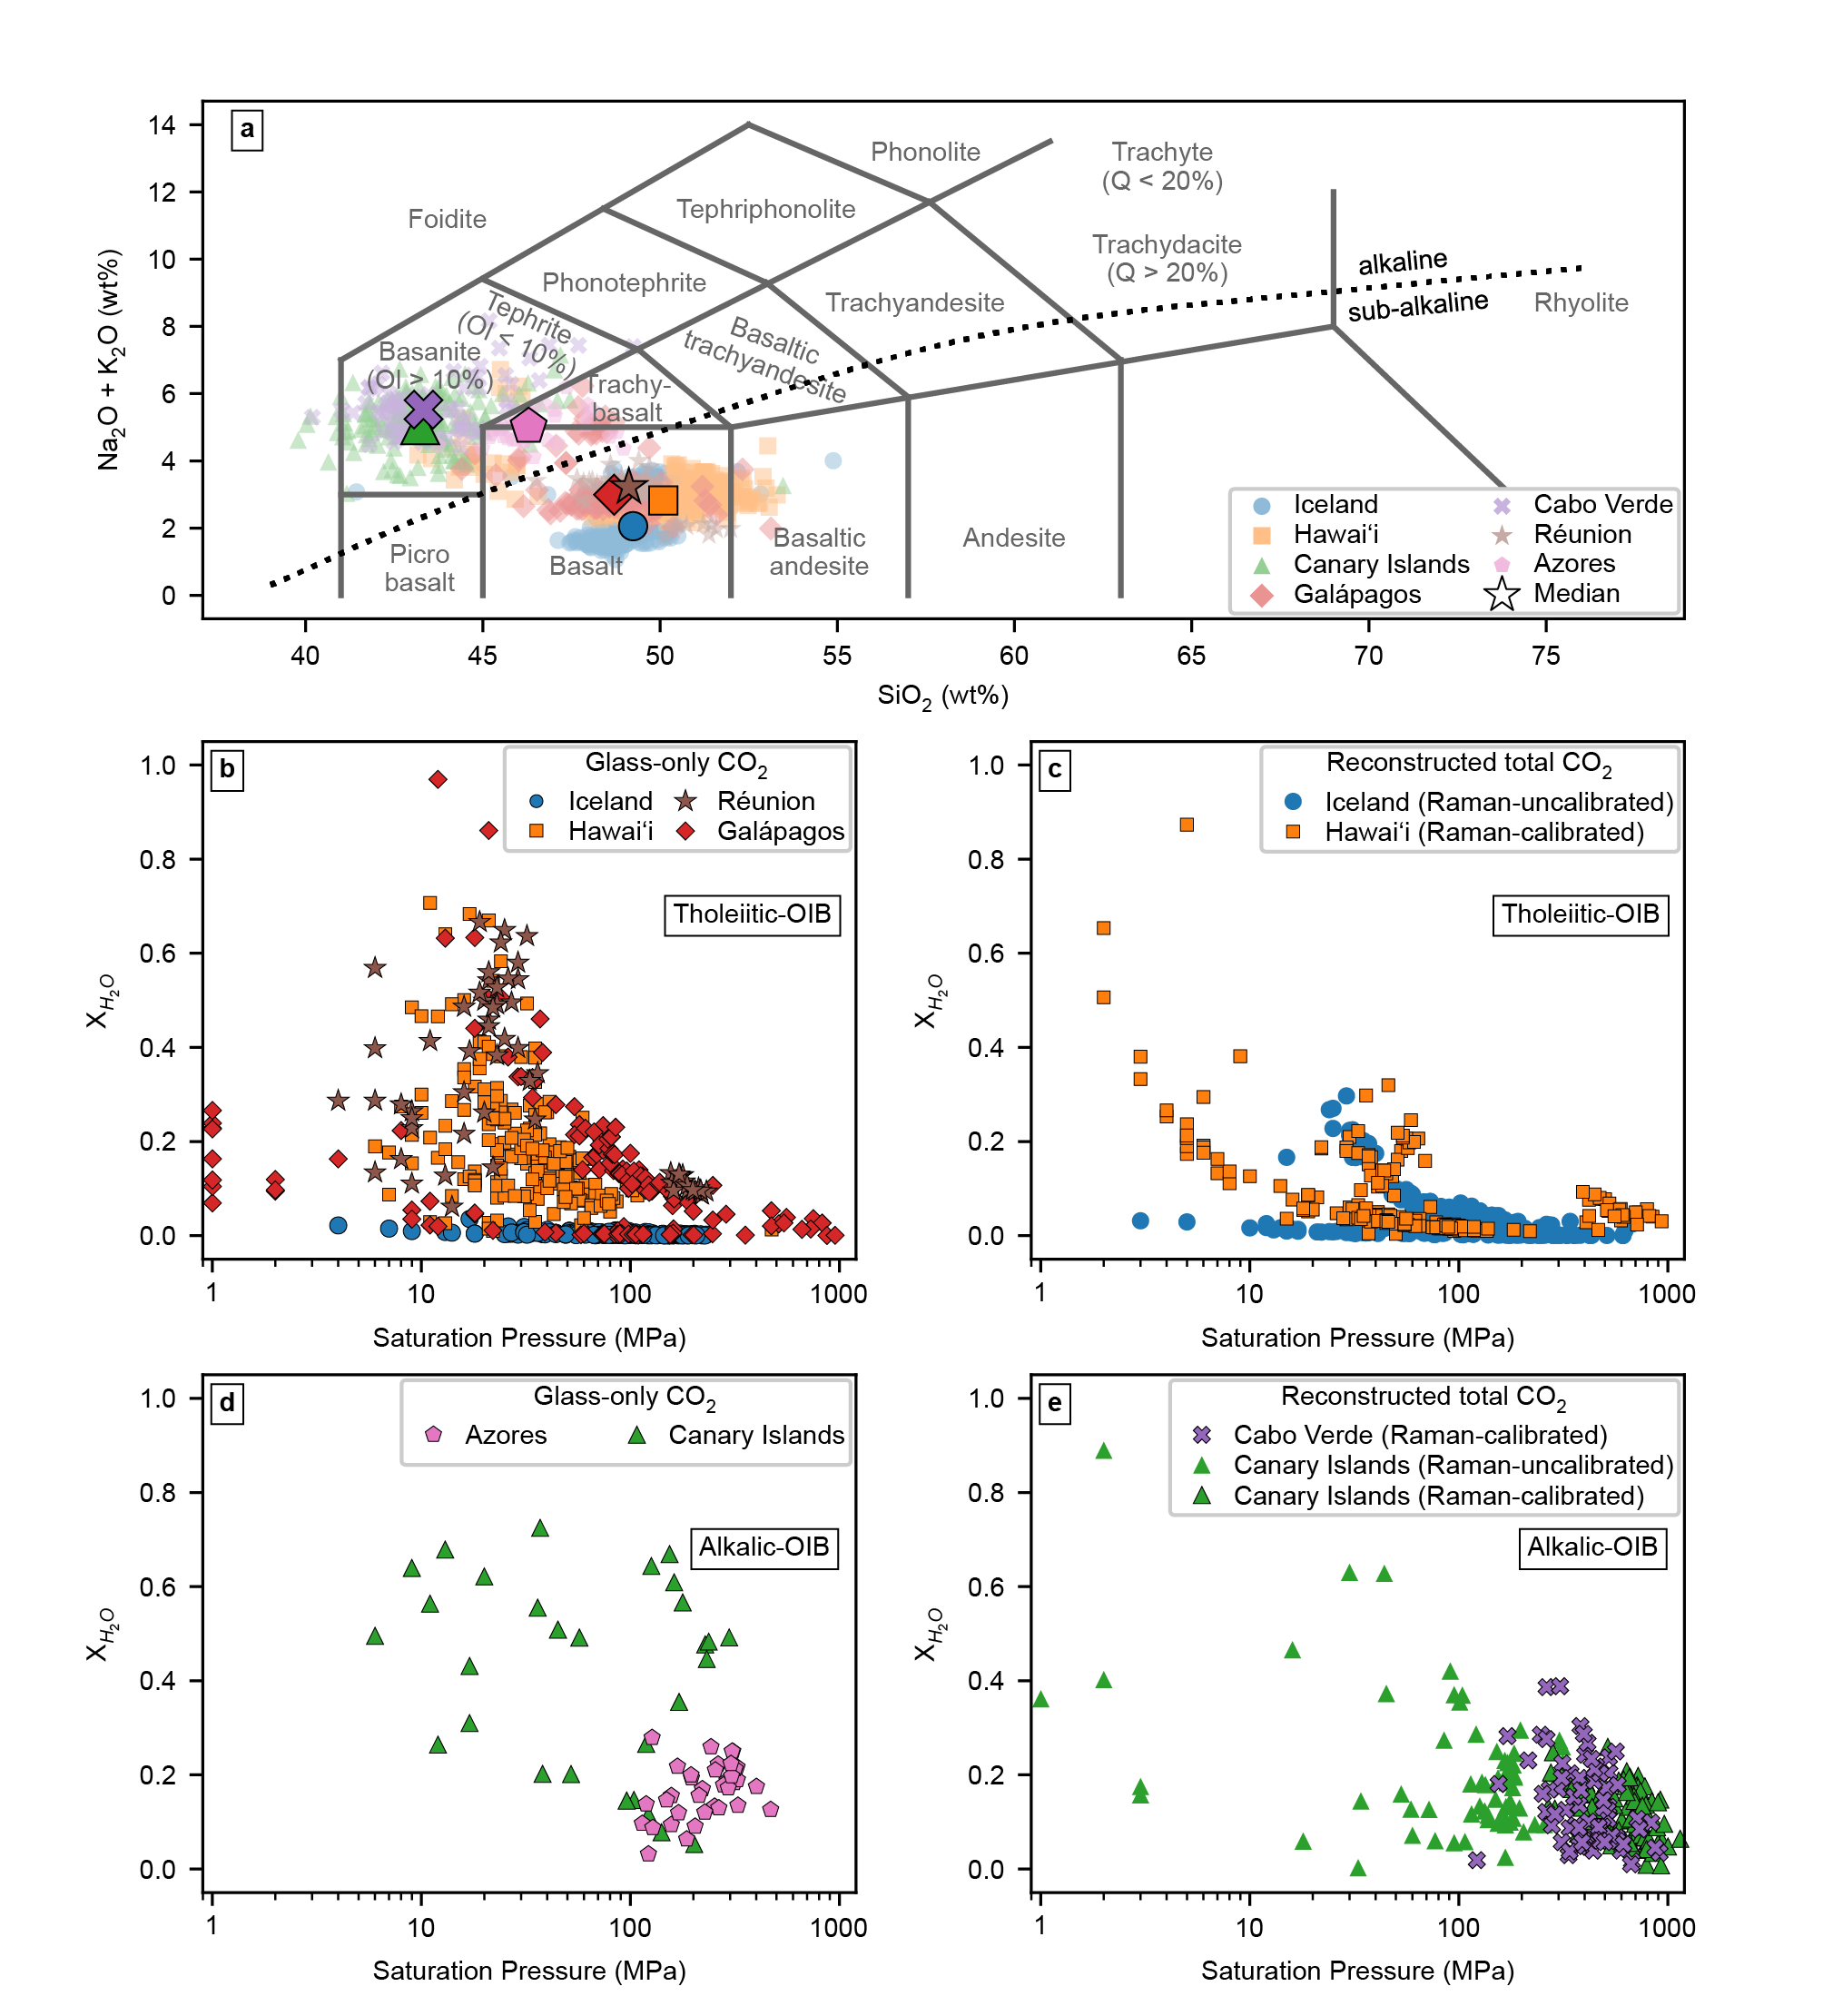 a
14
12
10
8
6
4
2
0
Na2O + K2O (wt%)
Foidite
Phonolite
Trachyte
(Q < 20%)
Tephriphonolite
Trachydacite
(Q > 20%)
Phonotephrite
Trachyandesite
alkaline
sub-alkaline
Rhyolite
Tephrite
(Ol < 10%)
Basaltic
trachyandesite
Basanite
(Ol > 10%)
Trachy-
basalt
Picro
basalt
Basalt
Basaltic
andesite
Andesite
Iceland
Hawai‘i
Canary Islands
Galápagos
Cabo Verde
Réunion
Azores
Median
40 45 50 55 60 65 70 75
SiO2 (wt%)
b
Glass-only CO2
Iceland
Réunion
Hawai‘i
Galápagos
Tholeiitic-OIB
1.0
0.8
0.6
0.4
0.2
0.0
XH2O
1 10 100 1000
Saturation Pressure (MPa)
c
Reconstructed total CO2
Iceland (Raman-uncalibrated)
Hawai‘i (Raman-calibrated)
Tholeiitic-OIB
1.0
0.8
0.6
0.4
0.2
0.0
XH2O
1 10 100 1000
Saturation Pressure (MPa)
d
Glass-only CO2
Azores
Canary Islands
Alkalic-OIB
1.0
0.8
0.6
0.4
0.2
0.0
XH2O
1 10 100 1000
Saturation Pressure (MPa)
e
Reconstructed total CO2
Cabo Verde (Raman-calibrated)
Canary Islands (Raman-uncalibrated)
Canary Islands (Raman-calibrated)
Alkalic-OIB
1.0
0.8
0.6
0.4
0.2
0.0
XH2O
1 10 100 1000
Saturation Pressure (MPa)